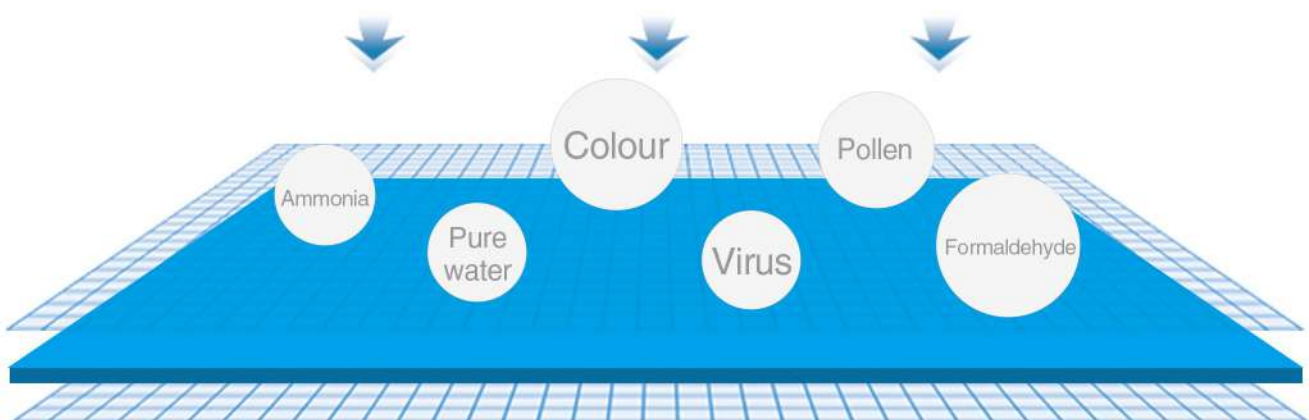 Colour
Pollen
Ammonia
Pure
water
Virus
Formaldehyde